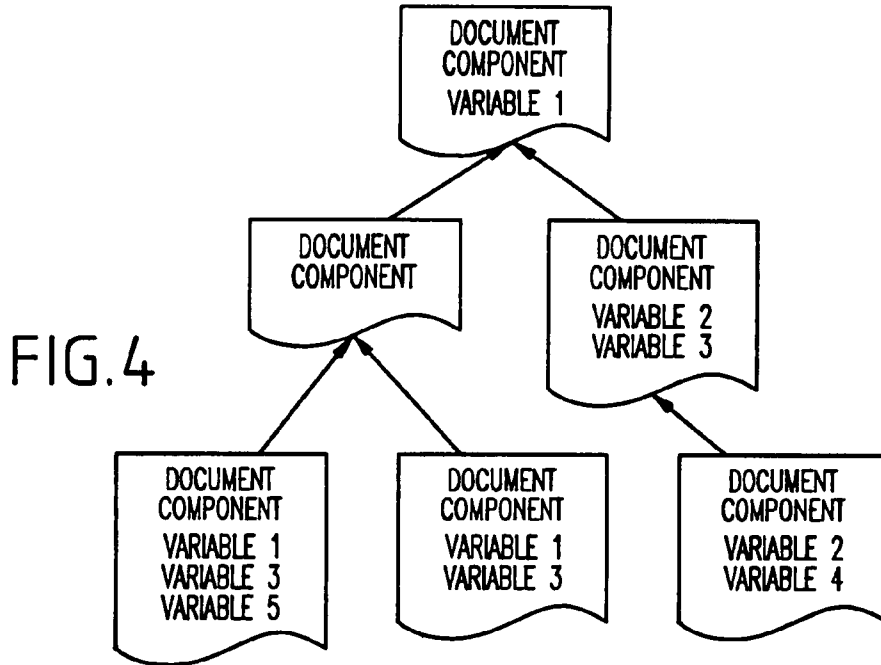 DOCUMENT
COMPONENT
VARIABLE 1
DOCUMENT
COMPONENT
DOCUMENT
COMPONENT
VARIABLE 2
VARIABLE 3
FIG.4
DOCUMENT
COMPONENT
VARIABLE 1
VARIABLE 3
VARIABLE 5
DOCUMENT
COMPONENT
VARIABLE 1
VARIABLE 3
DOCUMENT
COMPONENT
VARIABLE 2
VARIABLE 4